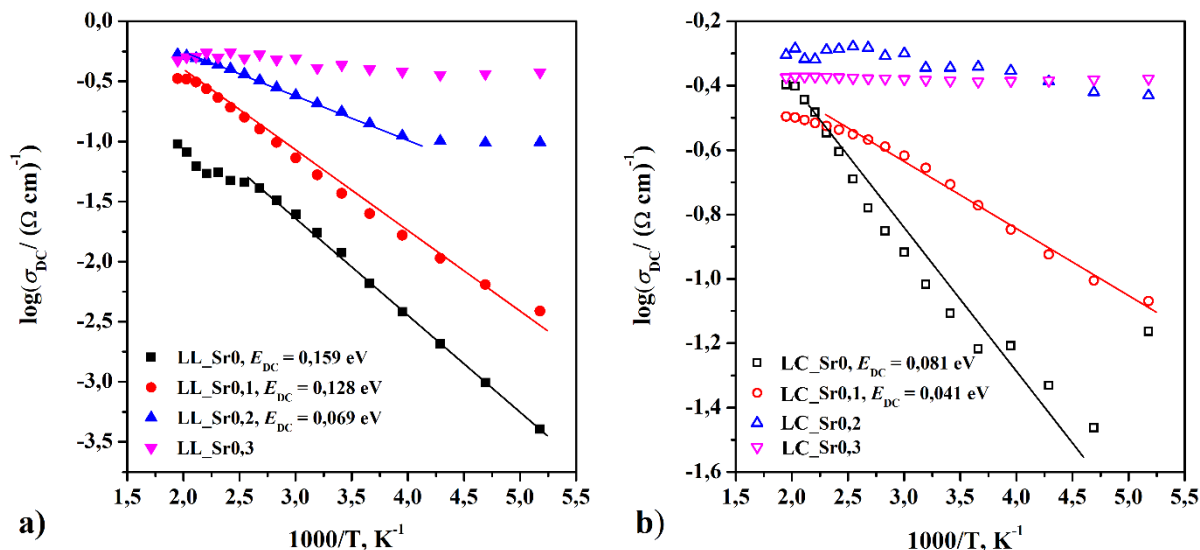 0,0
-0,5
-1,0
-1,5
-2,0
-2,5
-3,0
-3,5
log(σDC/ (Ω cm)-1
LL_Sr0, EDC = 0,159 eV
LL_Sr0,1, EDC = 0,128 eV
LL_Sr0,2, EDC = 0,069 eV
LL_Sr0,3
1,5 2,0 2,5 3,0 3,5 4,0 4,5 5,0 5,5
1000/T, K-1
a)
-0,2
-0,4
-0,6
-0,8
-1,0
-1,2
-1,4
-1,6
log(σDC/ (Ω cm)-1
LC_Sr0, EDC = 0,081 eV
LC_Sr0,1, EDC = 0,041 eV
LC_Sr0,2
LC_Sr0,3
1,5 2,0 2,5 3,0 3,5 4,0 4,5 5,0 5,5
1000/T, K-1
b)